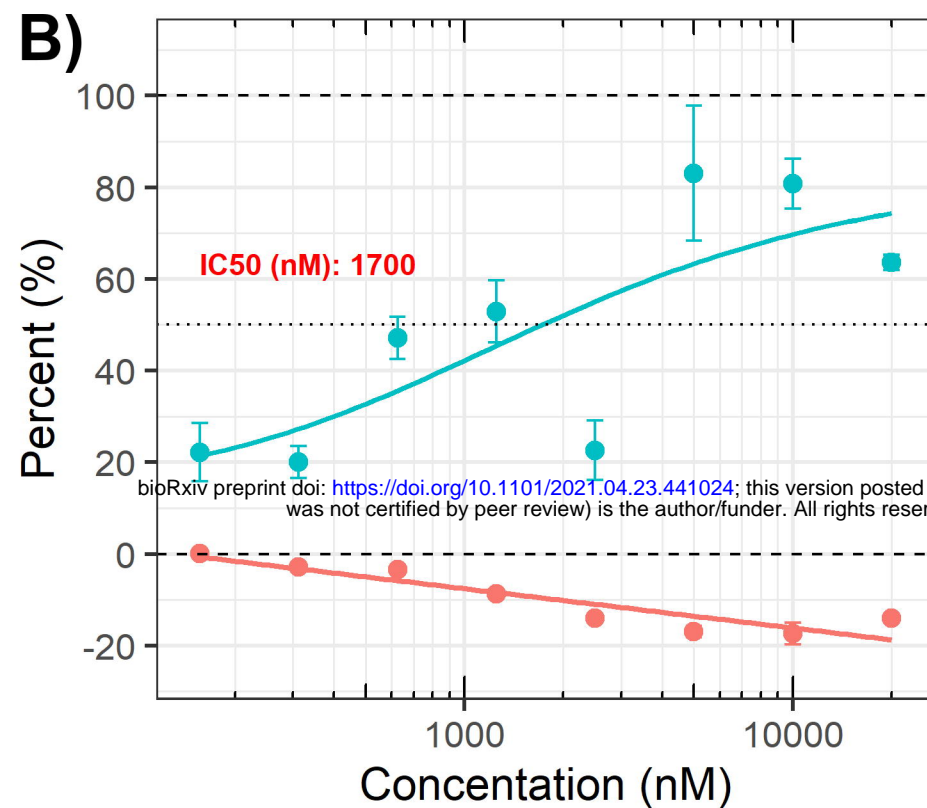 B)
100
80
IC50 (nM): 1700
60
40
20
bioRxiv preprint doi: https://doi.org/10.1101/2021.04.23.441024; this version posted
was not certified by peer review) is the author/funder. All rights reser
0
-20
Percent (%)
1000 10000
Concentation (nM)